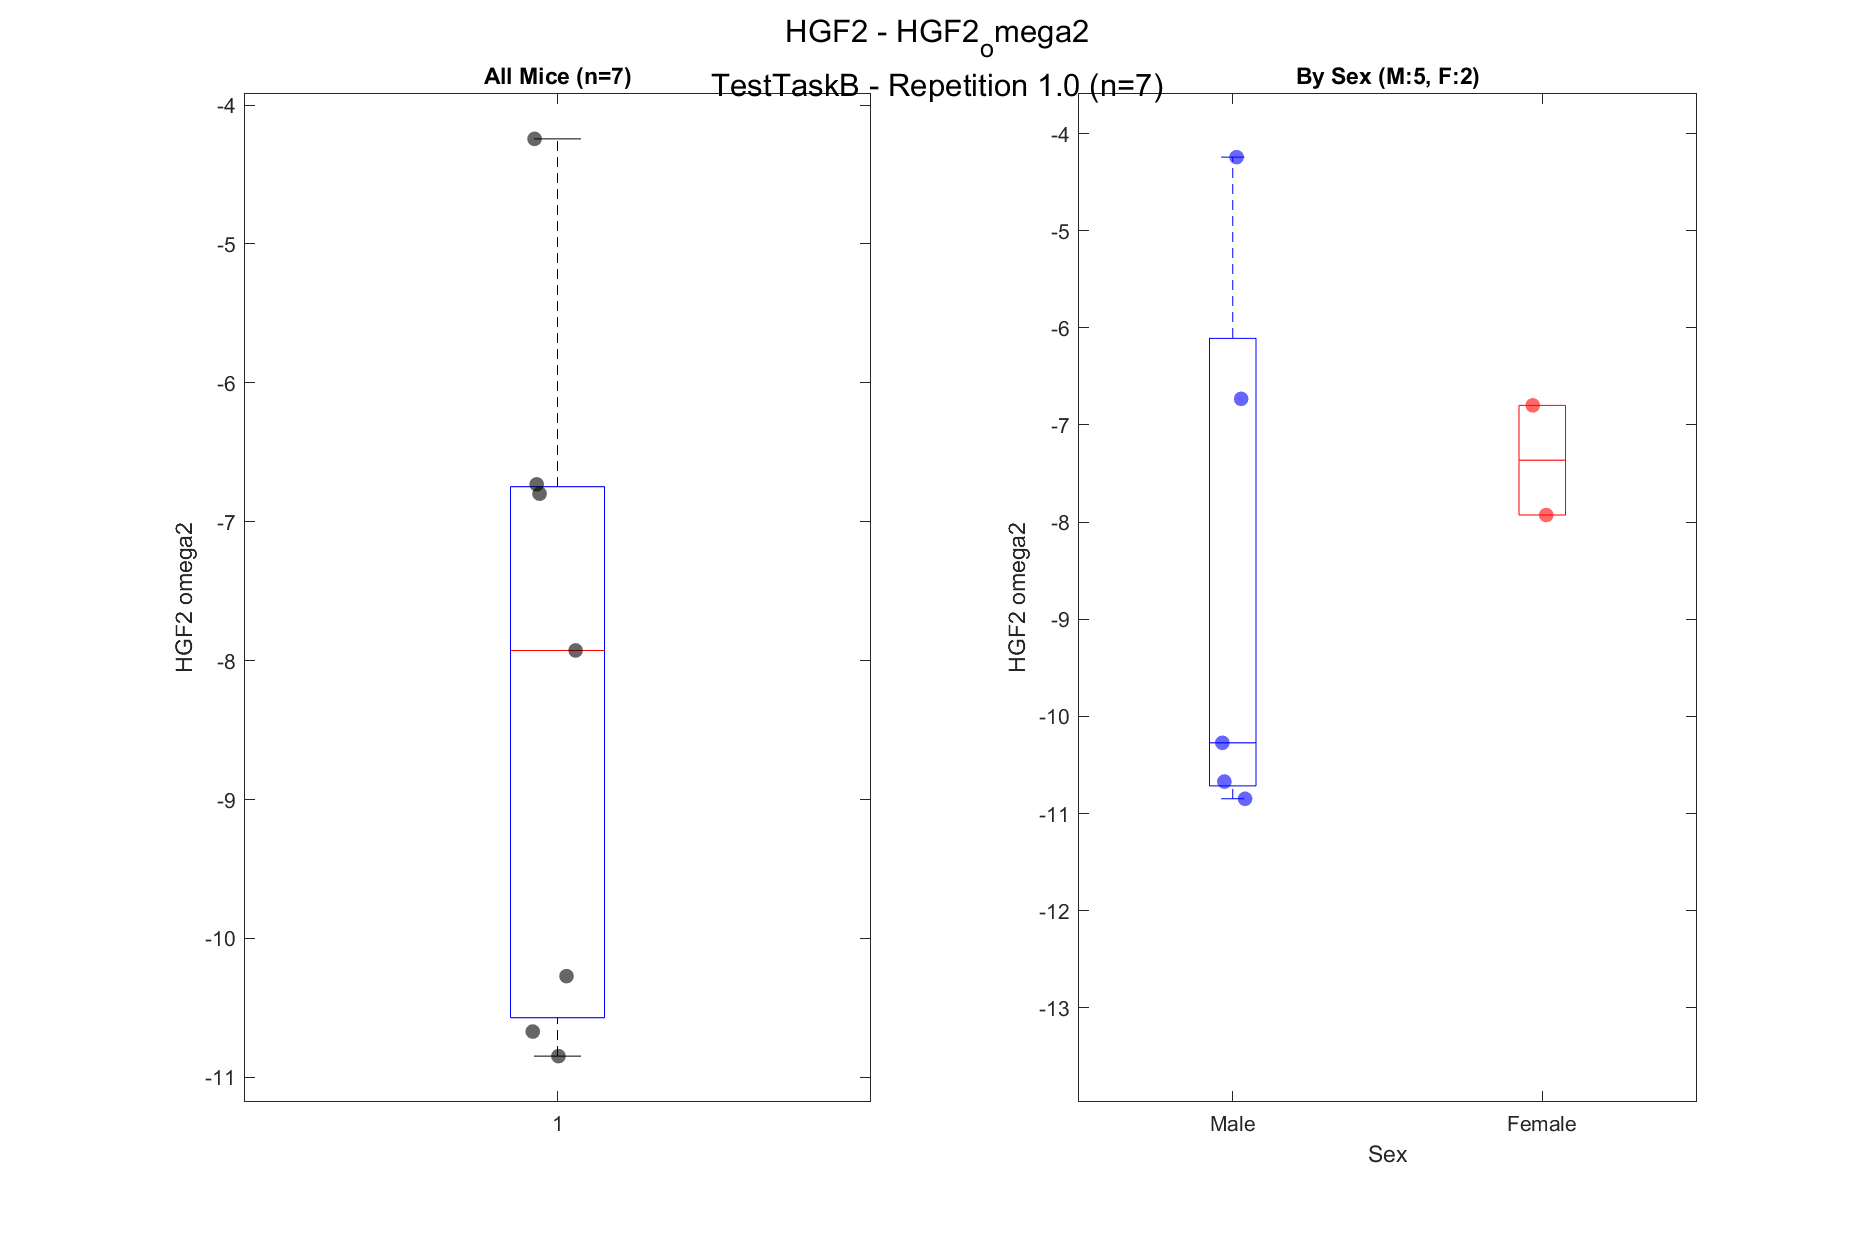 HGF2 - HGF2omega2
TestTaskB - Repetition 1.0 (n=7)
All Mice (n=7)
-4
-5
-6
-7
-8
-9
-10
-11
HGF2 omega2
1
By Sex (M:5, F:2)
-4
-5
-6
-7
-8
-9
-10
-11
-12
-13
HGF2 omega2
Male Female
Sex